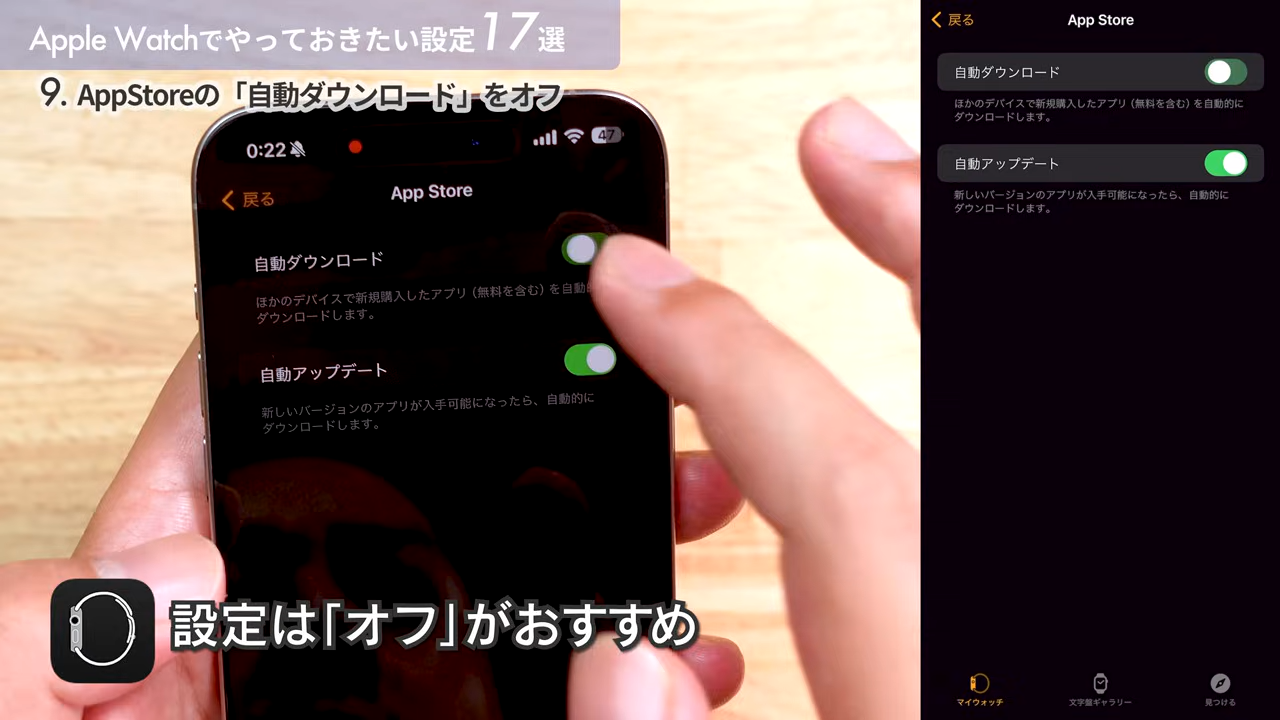 Apple Watchでやっておきたい設定17選
9. AppStoreの「自動ダウンロード」をオフ
0:22
47
戻る
App Store
自動ダウンロード
ほかのデバイスで新規購入したアプリ（無料を含む）を自動
ダウンロードします。
自動アップデート
新しいバージョンのアプリが入手可能になったら、自動的に
ダウンロードします。
設定は「オフ」がおすすめ
戻る
App Store
自動ダウンロード
ほかのデバイスで新規購入したアプリ（無料を含む）を自動的に
ダウンロードします。
自動アップデート
新しいバージョンのアプリが入手可能になったら、自動的に
ダウンロードします。
マイウォッチ
文字盤ギャラリー
見つける